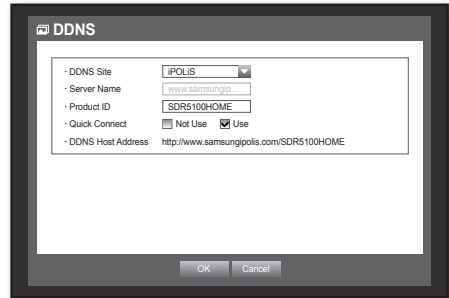 DDNS
· DDNS Site iPOLiS
· Server Name www.samsungip...
· Product ID SDR5100HOME
· Quick Connect Not Use Use
· DDNS Host Address http://www.samsungipolis.com/SDR5100HOME
OK Cancel